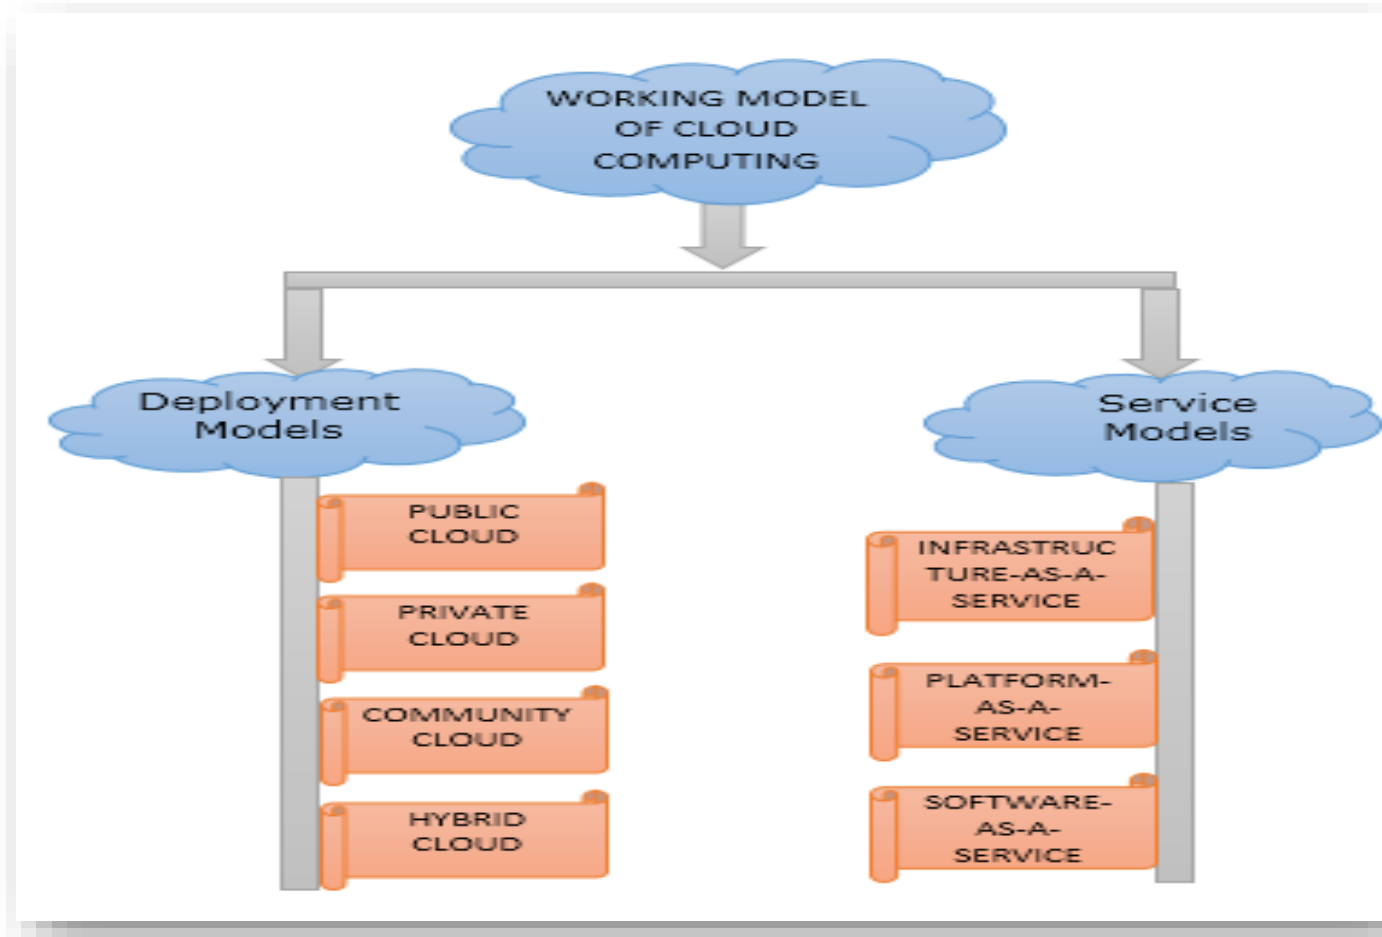 WORKING MODEL
OF CLOUD
COMPUTING
Deployment
Models
Service
Models
PUBLIC
CLOUD
PRIVATE
CLOUD
COMMUNITY
CLOUD
HYBRID
CLOUD
INFRASTRUC
TURE-AS-A-
SERVICE
PLATFORM-
AS-A-
SERVICE
SOFTWARE-
AS-A-
SERVICE